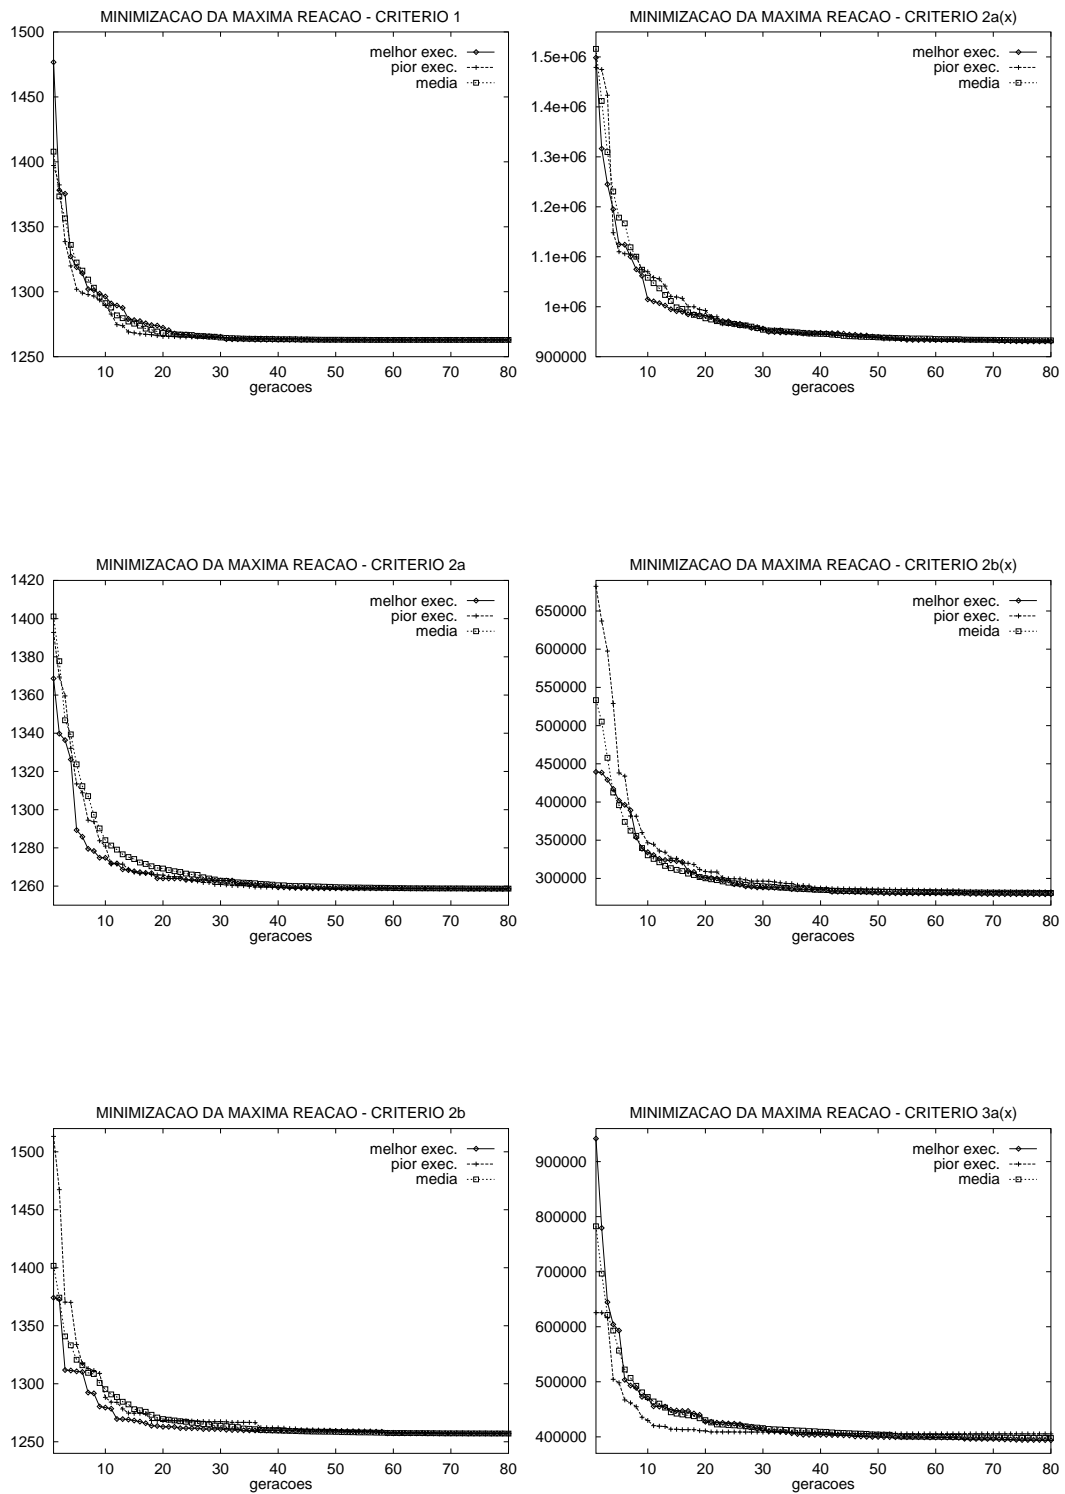 MINIMIZACAO DA MAXIMA REACAO - CRITERIO 1
melhor exec.
pior exec.
media
1500
1450
1400
1350
1300
1250
10 20 30 40 50 60 70 80
geracoes
MINIMIZACAO DA MAXIMA REACAO - CRITERIO 2a(x)
melhor exec.
pior exec.
media
1.5e+06
1.4e+06
1.3e+06
1.2e+06
1.1e+06
1e+06
900000
10 20 30 40 50 60 70 80
geracoes
MINIMIZACAO DA MAXIMA REACAO - CRITERIO 2a
melhor exec.
pior exec.
media
1420
1400
1380
1360
1340
1320
1300
1280
1260
10 20 30 40 50 60 70 80
geracoes
MINIMIZACAO DA MAXIMA REACAO - CRITERIO 2b(x)
melhor exec.
pior exec.
meida
650000
600000
550000
500000
450000
400000
350000
300000
10 20 30 40 50 60 70 80
geracoes
MINIMIZACAO DA MAXIMA REACAO - CRITERIO 2b
melhor exec.
pior exec.
media
1500
1450
1400
1350
1300
1250
10 20 30 40 50 60 70 80
geracoes
MINIMIZACAO DA MAXIMA REACAO - CRITERIO 3a(x)
melhor exec.
pior exec.
media
900000
800000
700000
600000
500000
400000
10 20 30 40 50 60 70 80
geracoes